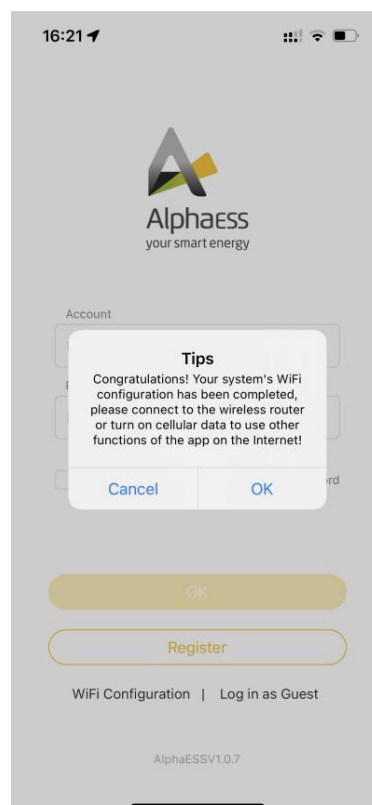 16:21
AlphaESS
your smart energy
Account
Tips
Congratulations! Your system's WiFi
configuration has been completed,
please connect to the wireless router
or turn on cellular data to use other
functions of the app on the Internet!
Cancel
OK
rd
OK
Register
WiFi Configuration | Log in as Guest
AlphaESSV1.0.7